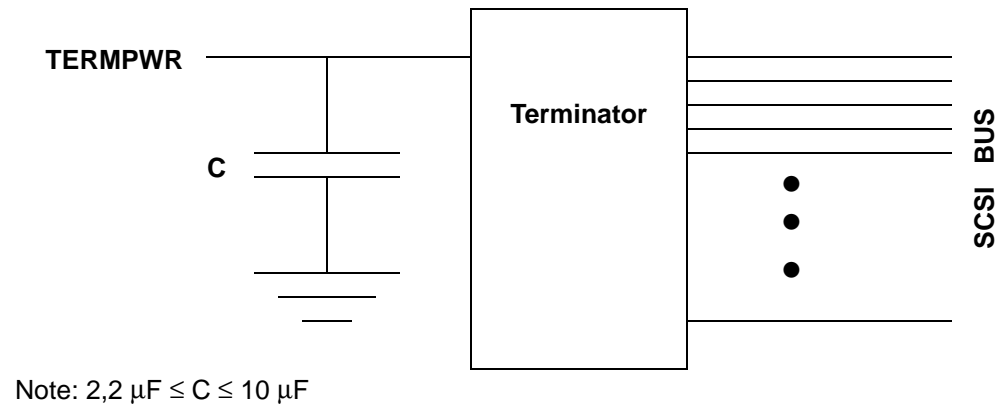 TERMPWR
Terminator
C
SCSI BUS
Note: 2,2 μF ≤ C ≤ 10 μF